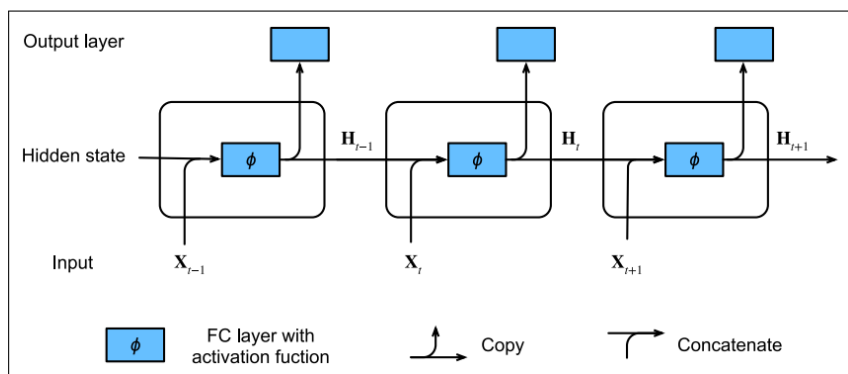 Output layer
Hidden state ϕ H_{t-1} ϕ H_t ϕ H_{t+1}
Input X_{t-1} X_t X_{t+1}
ϕ FC layer with
activation fuction
Copy
Concatenate